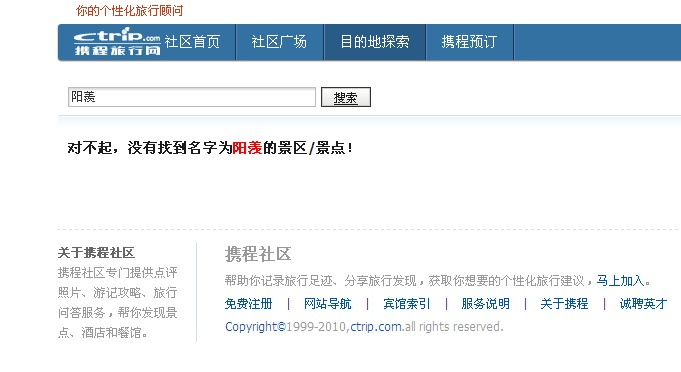 你的个性化旅行顾问
ctrip.com
携程旅行网 社区首页 社区广场 目的地探索 携程预订
阳羡 搜索
对不起，没有找到名字为阳羡的景区/景点！
关于携程社区
携程社区专门提供点评
照片、游记攻略、旅行
问答服务，帮你发现景
点、酒店和餐馆。
携程社区
帮助你记录旅行足迹、分享旅行发现，获取你想要的个性化旅行建议，马上加入。
免费注册 | 网站导航 | 宾馆索引 | 服务说明 | 关于携程 | 诚聘英才
Copyright©1999-2010,ctrip.com.all rights reserved.